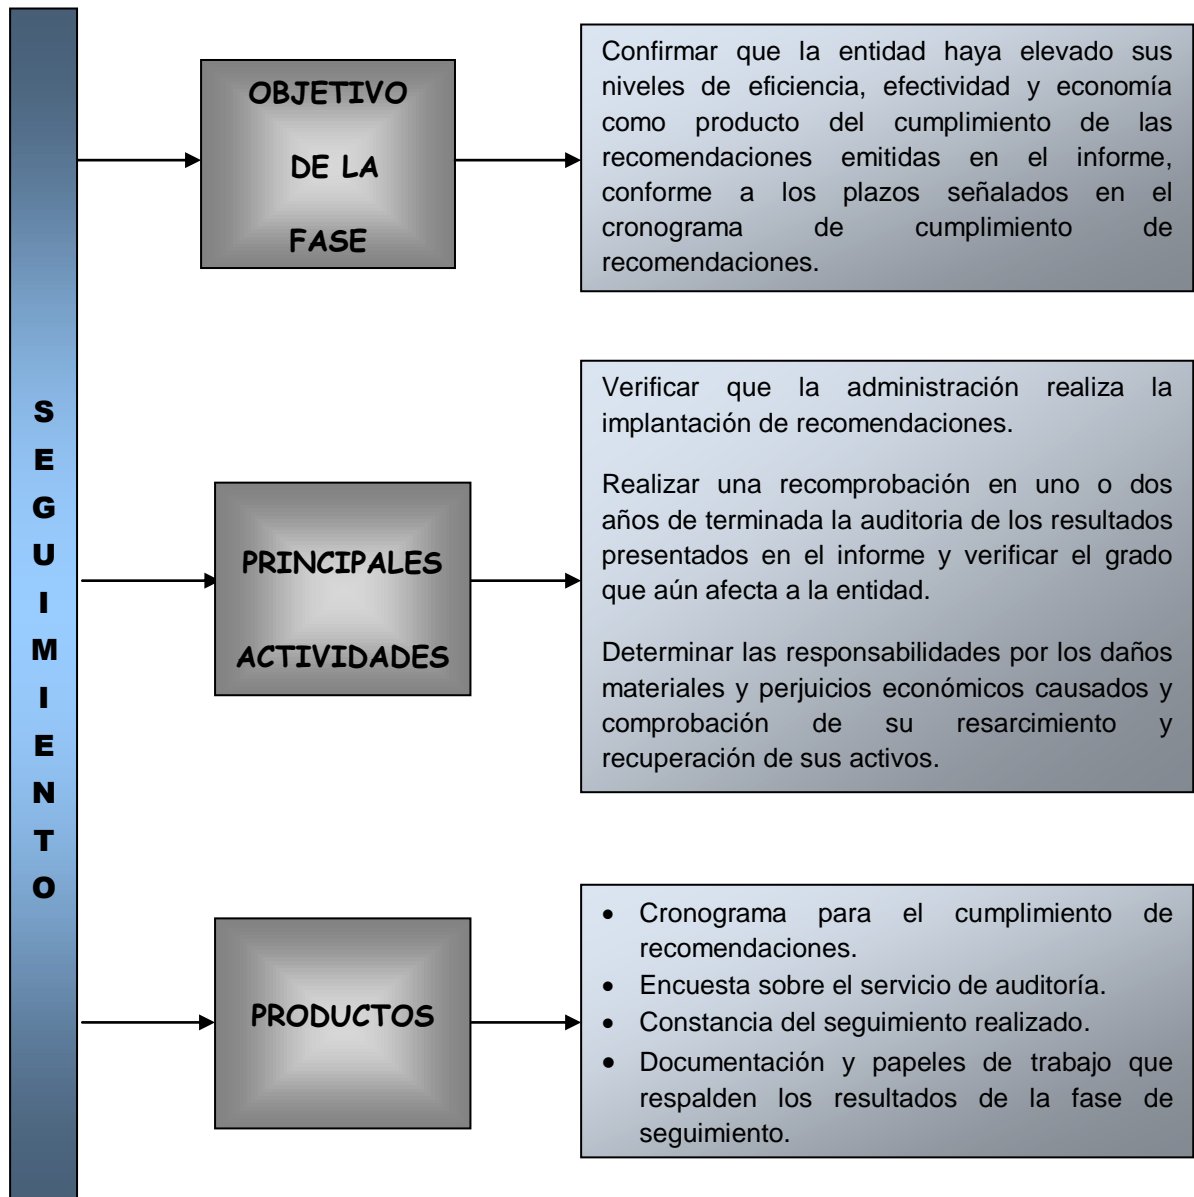 SEGUIMIENTO
OBJETIVO
DE LA
FASE
Confirmar que la entidad haya elevado sus
niveles de eficiencia, efectividad y economía
como producto del cumplimiento de las
recomendaciones emitidas en el informe,
conforme a los plazos señalados en el
cronograma de cumplimiento de
recomendaciones.
PRINCIPALES
ACTIVIDADES
Verificar que la administración realiza la
implantación de recomendaciones.
Realizar una recomprobación en uno o dos
años de terminada la auditoria de los resultados
presentados en el informe y verificar el grado
que aún afecta a la entidad.
Determinar las responsabilidades por los daños
materiales y perjuicios económicos causados y
comprobación de su resarcimiento y
recuperación de sus activos.
PRODUCTOS
• Cronograma para el cumplimiento de
recomendaciones.
• Encuesta sobre el servicio de auditoría.
• Constancia del seguimiento realizado.
• Documentación y papeles de trabajo que
respalden los resultados de la fase de
seguimiento.